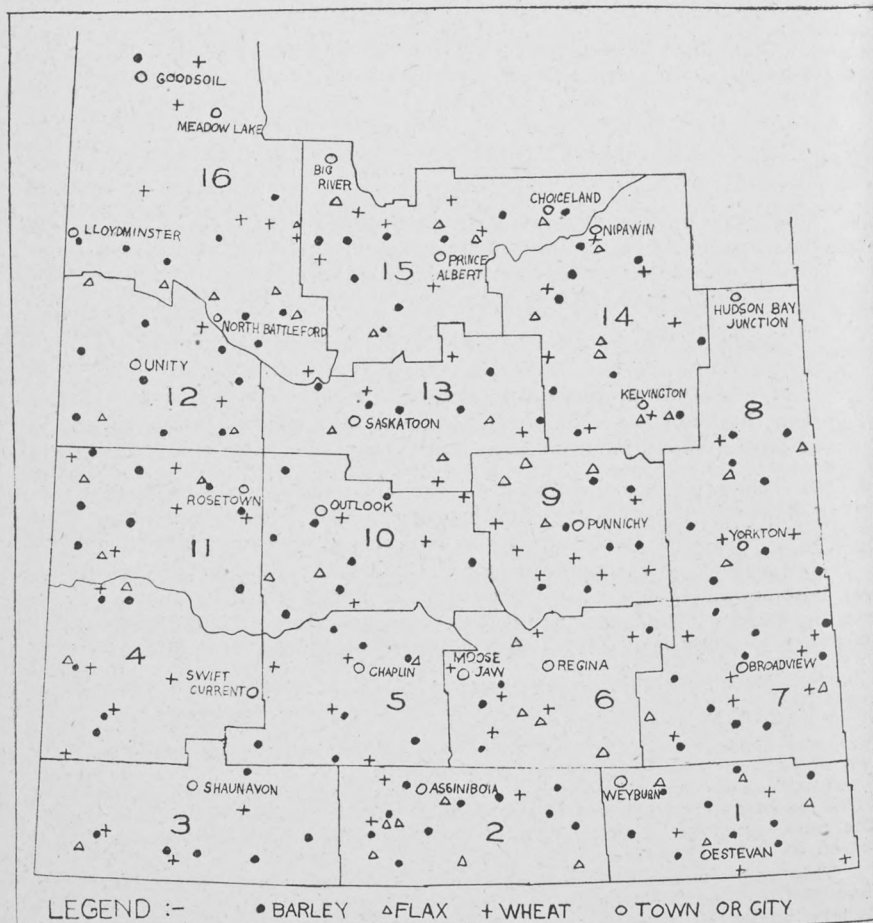 GOODSOIL
MEADOW LAKE
16
BIG
RIVER
CHOICELAND
NIPAWIN
LLOYDMINSTER
15
PRINCE
ALBERT
HUDSON BAY
JUNCTION
NORTH BATTLEFORD
14
UNITY
12
13
KELVINGTON
8
SASKATOON
ROSETOWN
OUTLOOK
9
PUNNICHY
10
11
YORKTON
4
SWIFT
CURRENT
CHAPLIN
MOOSE
JAW
REGINA
BROADVIEW
5
6
7
SHAUNAVON
ASSINIBOIA
WEYBURN
3
2
1
ESTEVAN
LEGEND :- BARLEY FLAX WHEAT TOWN OR CITY